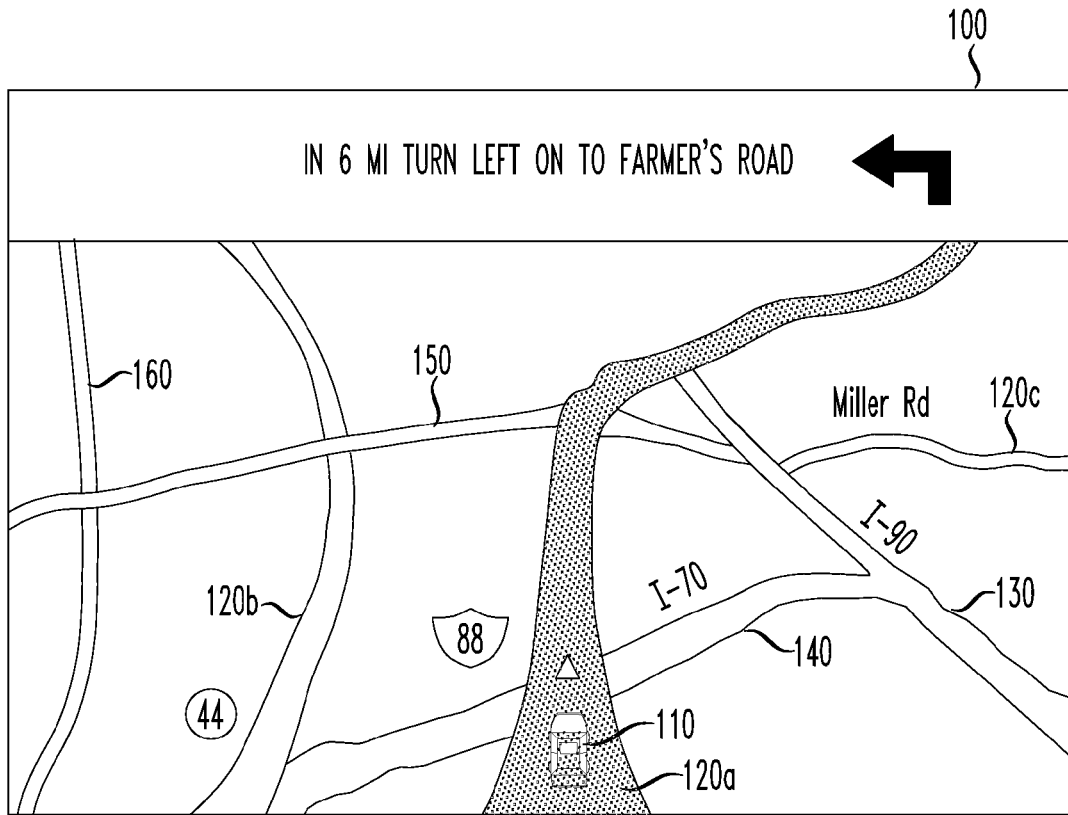 100
IN 6 MI TURN LEFT ON TO FARMER'S ROAD
160
150
Miller Rd
120c
I-90
I-70
120b
88
130
140
44
110
120a